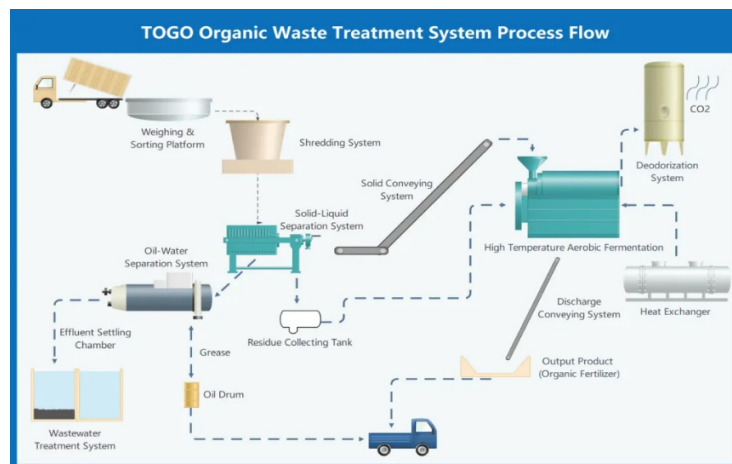 TOGO Organic Waste Treatment System Process Flow
CO2
Weighing &
Sorting Platform
Shredding System
Deodorization
System
Solid Conveying
System
Solid-Liquid
Separation System
High Temperature Aerobic Fermentation
Oil-Water
Separation System
Heat Exchanger
Discharge
Conveying System
Effluent Settling
Chamber
Residue Collecting Tank
Grease
Output Product
(Organic Fertilizer)
Oil Drum
Wastewater
Treatment System